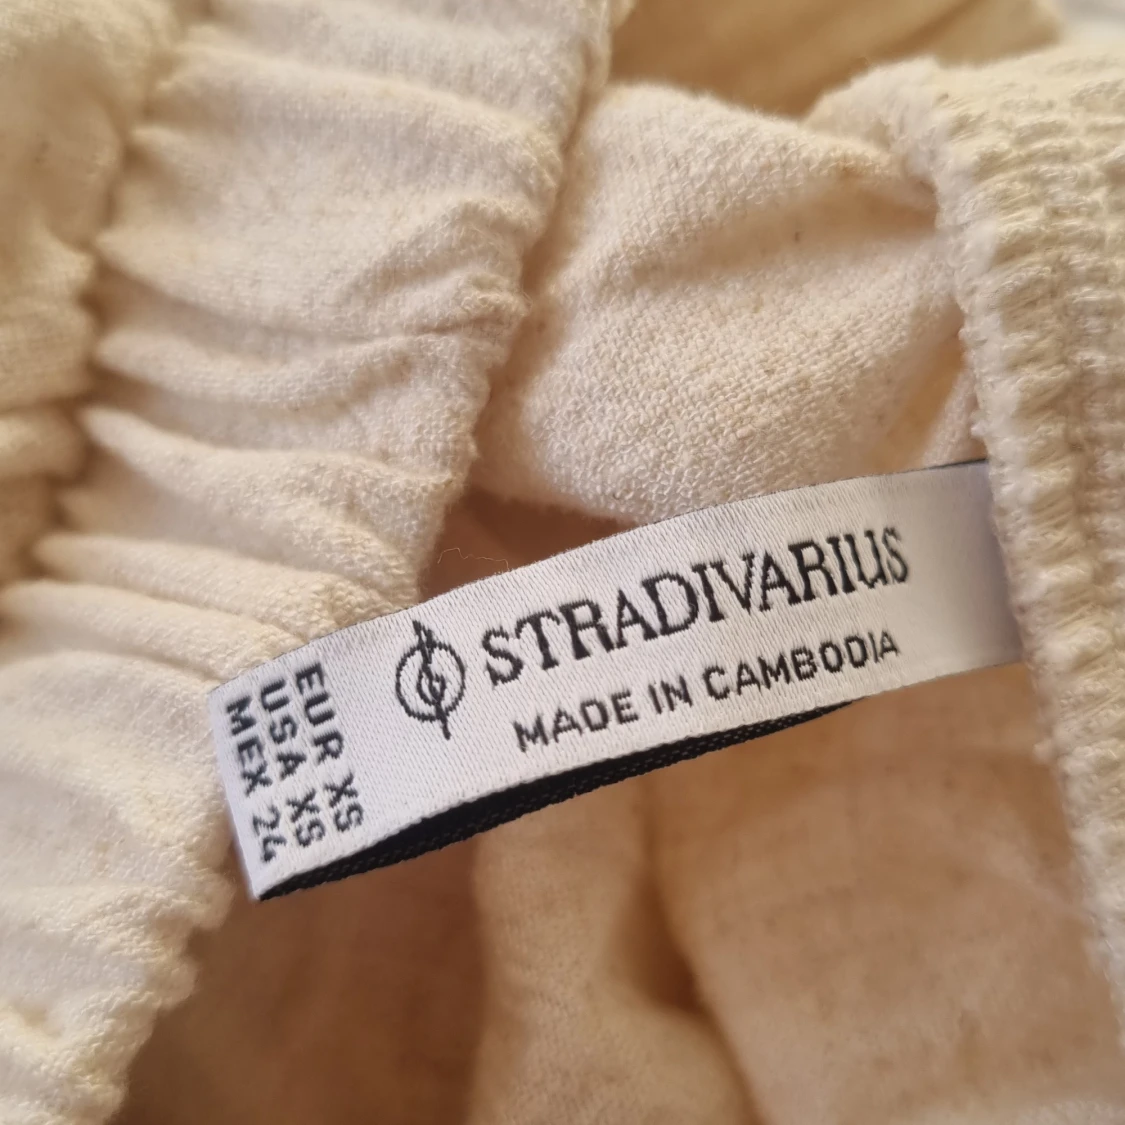 STRADIVARIUS
MADE IN CAMBODIA
EUR XS
USA XS
MEX 24